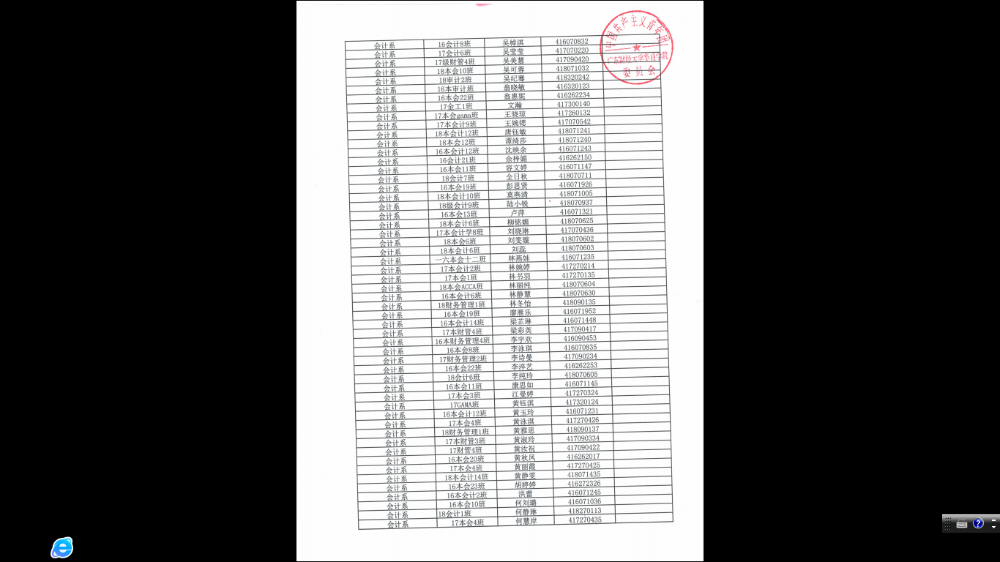 中国共产主义青年团
广东财经大学华商学院
委员会
会计系 16会计8班 吴楠淇 416070832
会计系 17会计6班 吴莹莹 417070220
会计系 17级财管4班 吴美慧 417090420
会计系 18本会10班 吴可蓉 418071032
会计系 18审计2班 吴纪骞 418320242
会计系 16本审计班 翁晓敏 416320123
会计系 16本会22班 翁惠妮 416262234
会计系 17金工1班 文瀚 417300140
会计系 17本会gama班 王晓琼 417260132
会计系 17本会计9班 王婉锶 417070542
会计系 18本会计12班 唐钰敏 418071241
会计系 18本会12班 谭绮莎 418071240
会计系 16本会计12班 沈映余 416071243
会计系 16会计21班 余梓媚 416262150
会计系 16本会11班 容文婷 416071147
会计系 18会计7班 全日秋 418070711
会计系 16本会19班 彭思贤 416071926
会计系 18本会计10班 莫燕清 418071005
会计系 18级会计9班 陆小锐 418070937
会计系 16本会13班 卢萍 416071321
会计系 18本会计6班 柳铭媚 418070625
会计系 17本会计学8班 刘晓琳 417070436
会计系 18本会6班 刘雯璇 418070602
会计系 18本会计6班 刘蕊 418070603
会计系 一六本会十二班 林燕妹 416071235
会计系 17本会计2班 林婉婷 417270214
会计系 17本会1班 林书羽 417270135
会计系 18本会ACCA班 林丽纯 418070604
会计系 16本会计6班 林静慧 418070630
会计系 18财务管理1班 林冬怡 418090135
会计系 16本会19班 廖雁乐 416071952
会计系 16本会计14班 梁芷琳 416071448
会计系 17本财管4班 梁彩英 417090417
会计系 16本财务管理4班 李宇欢 416090453
会计系 16本会8班 李泳琪 416070835
会计系 17财务管理2班 李诗曼 417090234
会计系 16本会22班 李淬艺 416262253
会计系 18会计6班 李纯玲 418070605
会计系 16本会11班 康思如 416071145
会计系 17本会3班 江曼婷 417270324
会计系 17GAMA班 黄钰淇 417320124
会计系 16本会计12班 黄玉玲 416071231
会计系 17本会4班 黄泳淇 417270426
会计系 18财务管理1班 黄雅思 418090137
会计系 17本财管3班 黄淑玲 417090334
会计系 17财管4班 黄汝祝 417090422
会计系 16本会20班 黄秋凤 416262017
会计系 17本会4班 黄丽霞 417270425
会计系 18本会计14班 黄静雯 418071435
会计系 16本会23班 胡婷婷 416272326
会计系 16本会计2班 洪蕾 416071245
会计系 16本会10班 何刘璐 416071036
会计系 18会计1班 何静琳 418270113
会计系 17本会4班 何慧岸 417270435